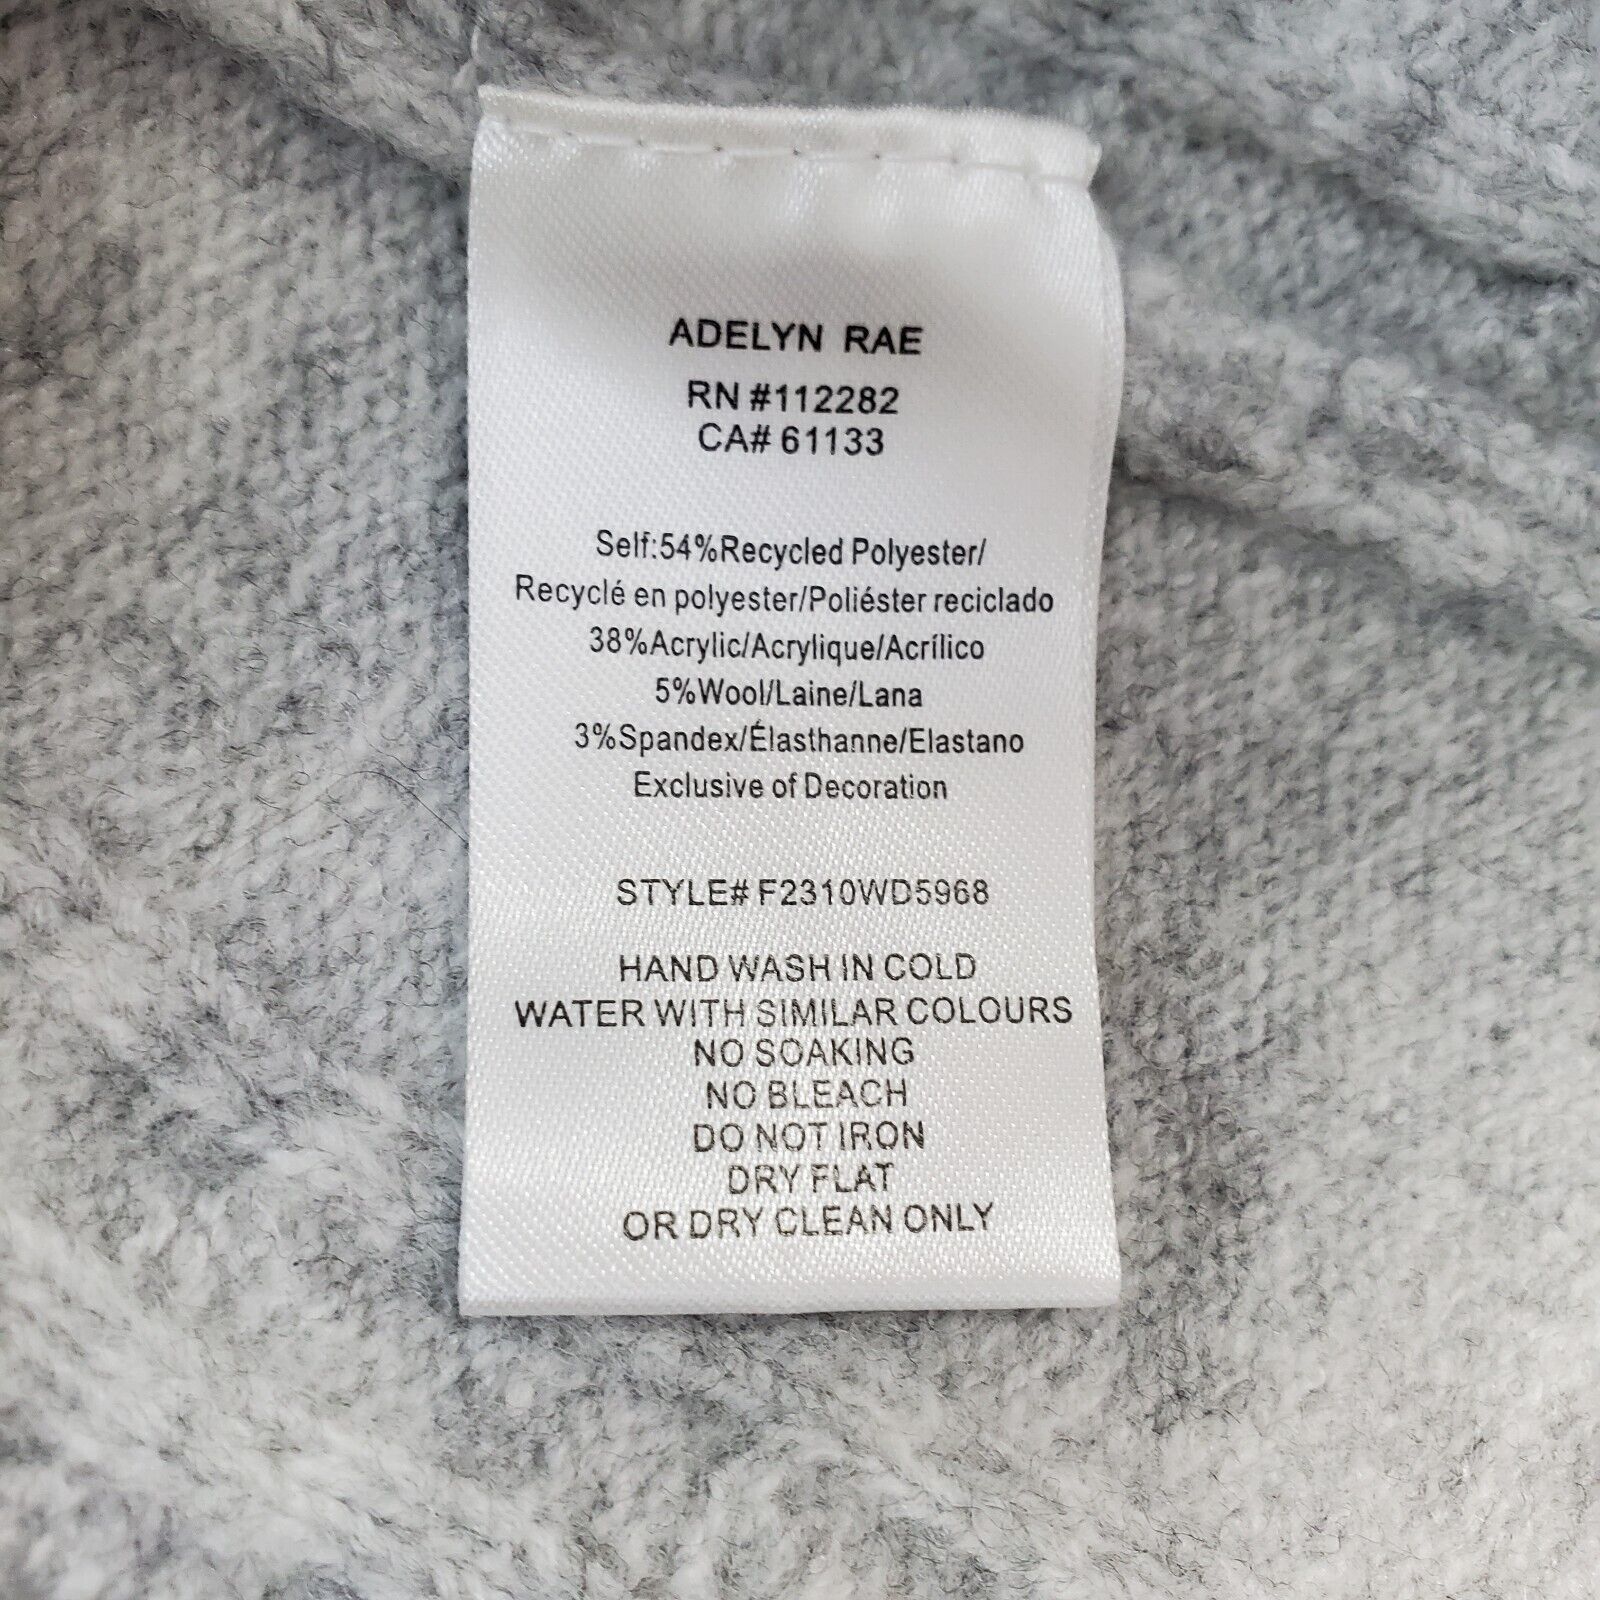 ADELYN RAE
RN #112282
CA# 61133
Self:54%Recycled Polyester/
Recyclé en polyester/Poliéster reciclado
38%Acrylic/Acrylique/Acrílico
5%Wool/Laine/Lana
3%Spandex/Élasthanne/Elastano
Exclusive of Decoration
STYLE# F2310WD5968
HAND WASH IN COLD
WATER WITH SIMILAR COLOURS
NO SOAKING
NO BLEACH
DO NOT IRON
DRY FLAT
OR DRY CLEAN ONLY